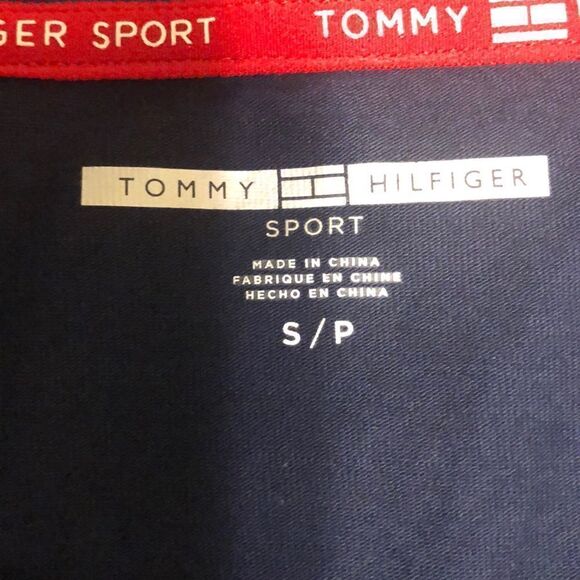 GER SPORT TOMMY
TOMMY HILFIGER
SPORT
MADE IN CHINA
FABRIQUE EN CHINE
HECHO EN CHINA
S/P